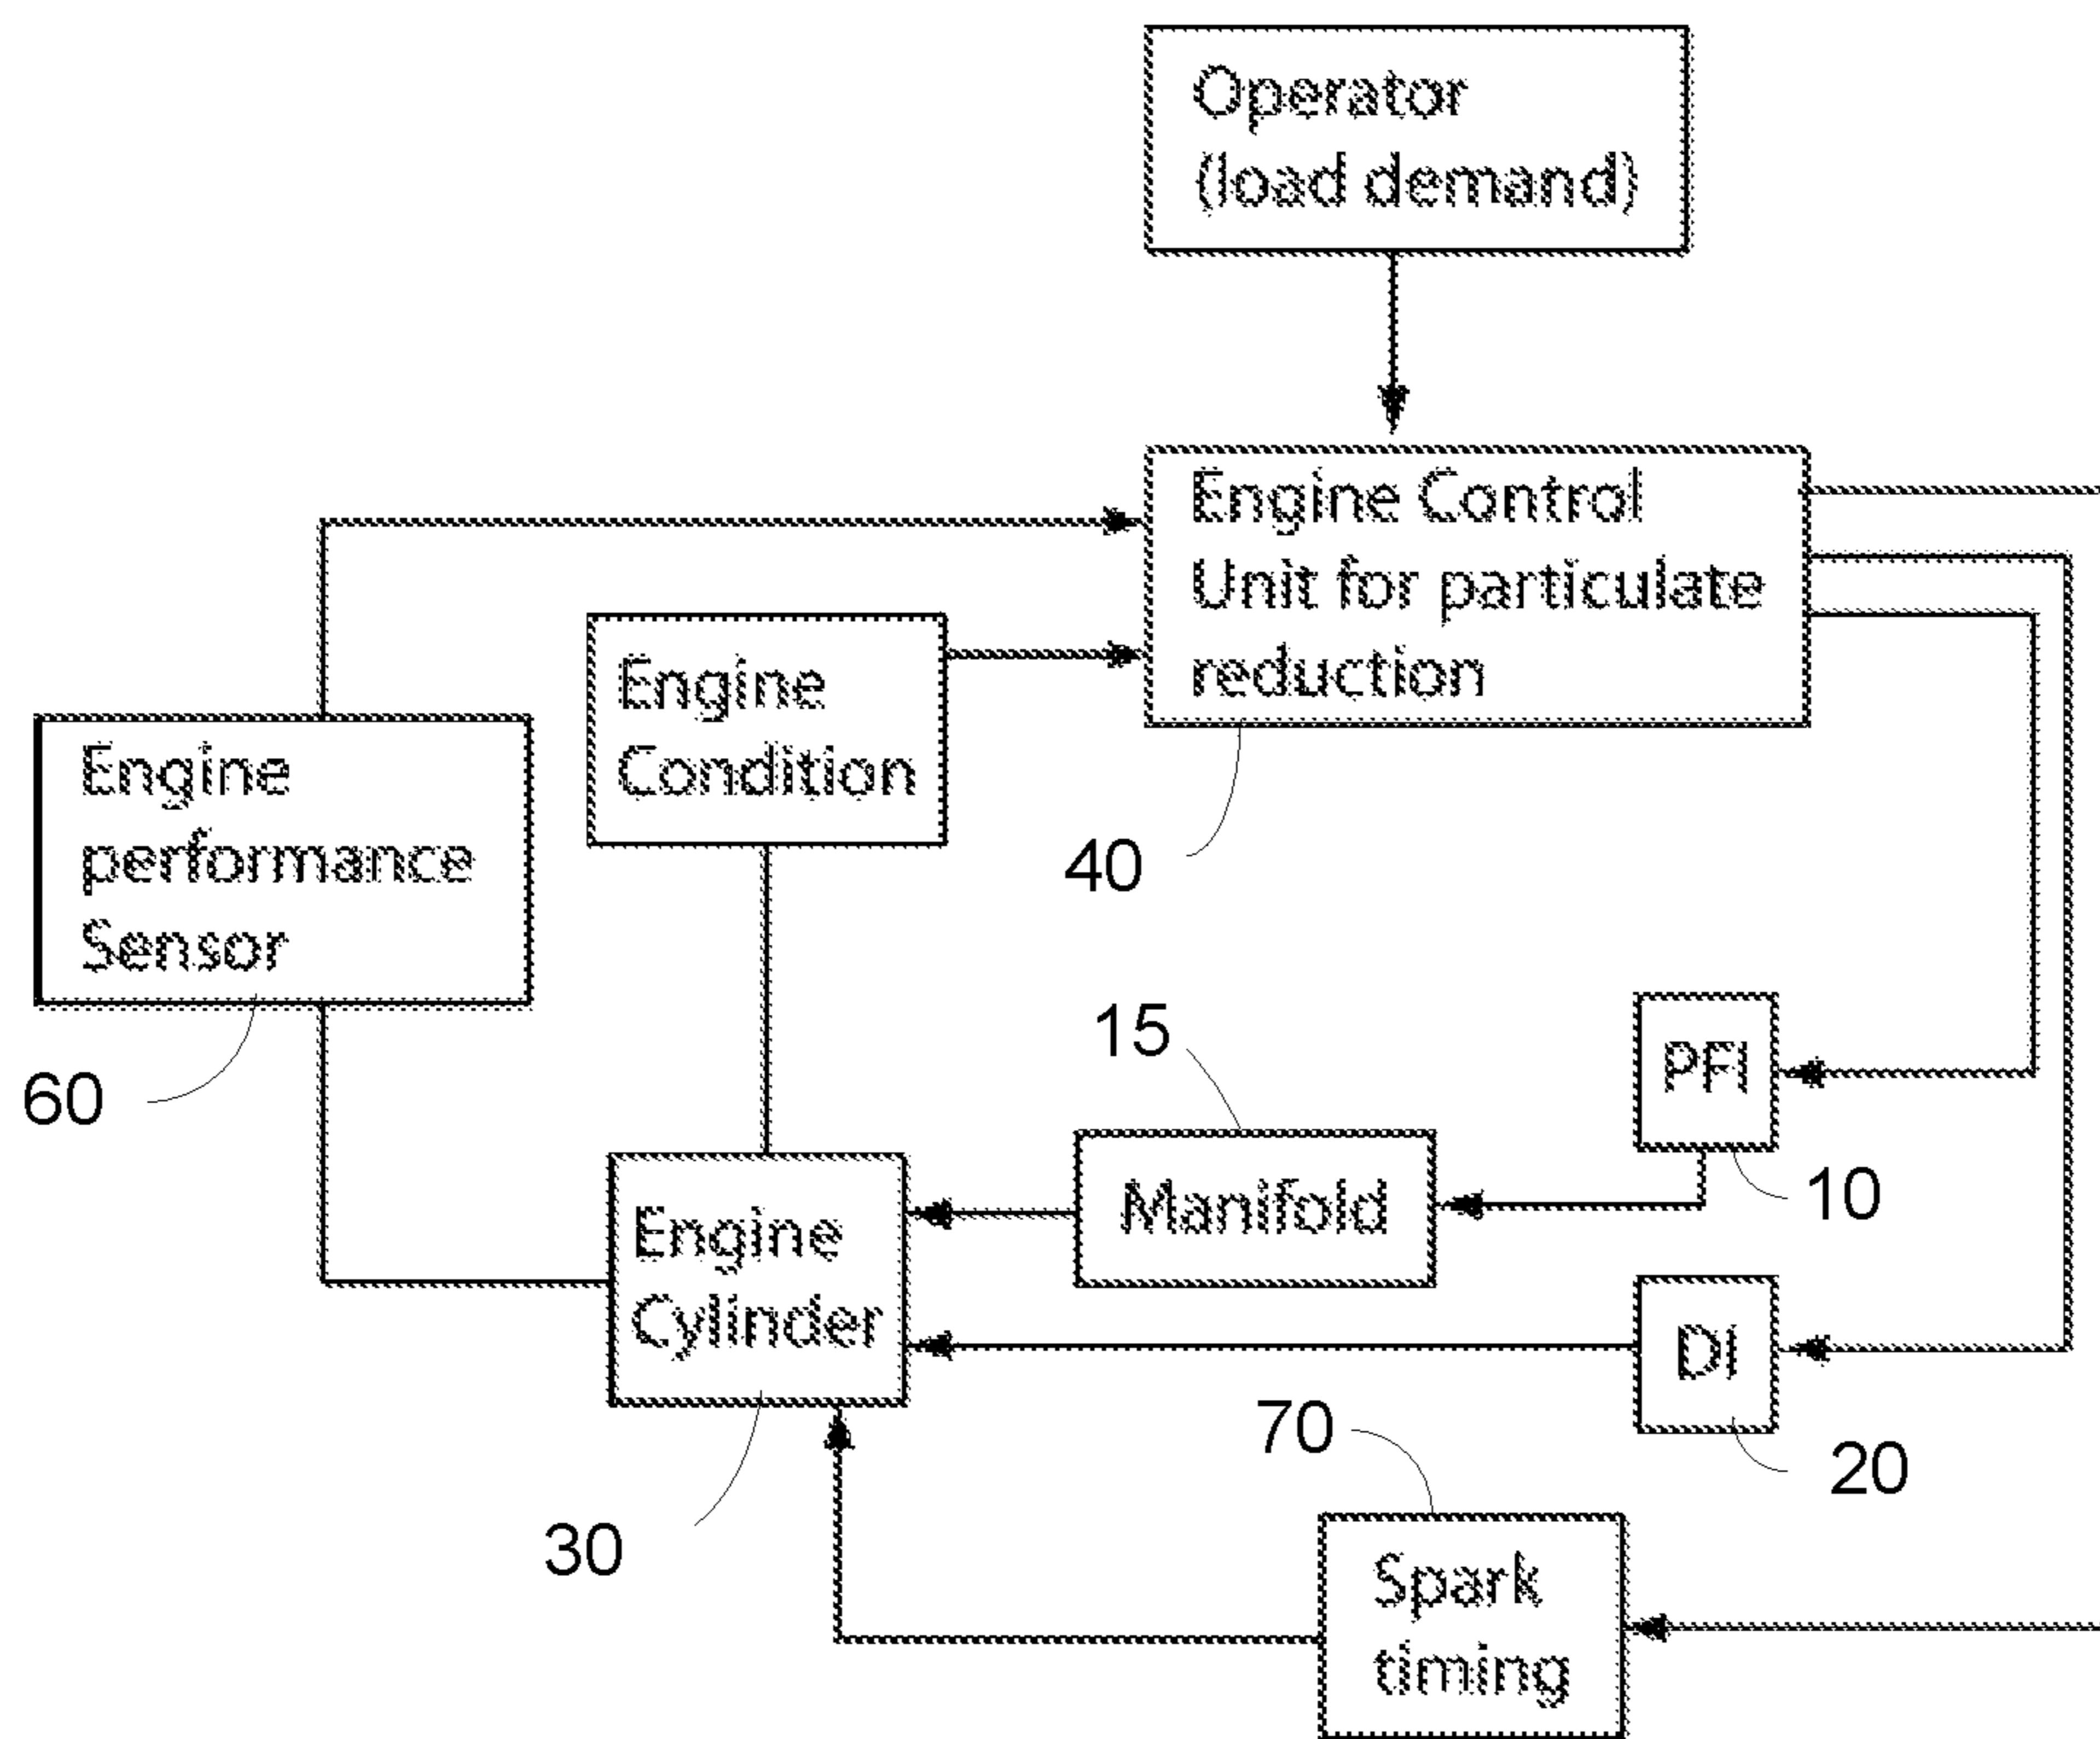 Operator
(load demand)
Engine Control
Unit for particulate
reduction
40
Engine
Condition
Engine
performance
Sensor
60
15
PFI
10
Manifold
Engine
Cylinder
30
DI
20
70
Spark
timing